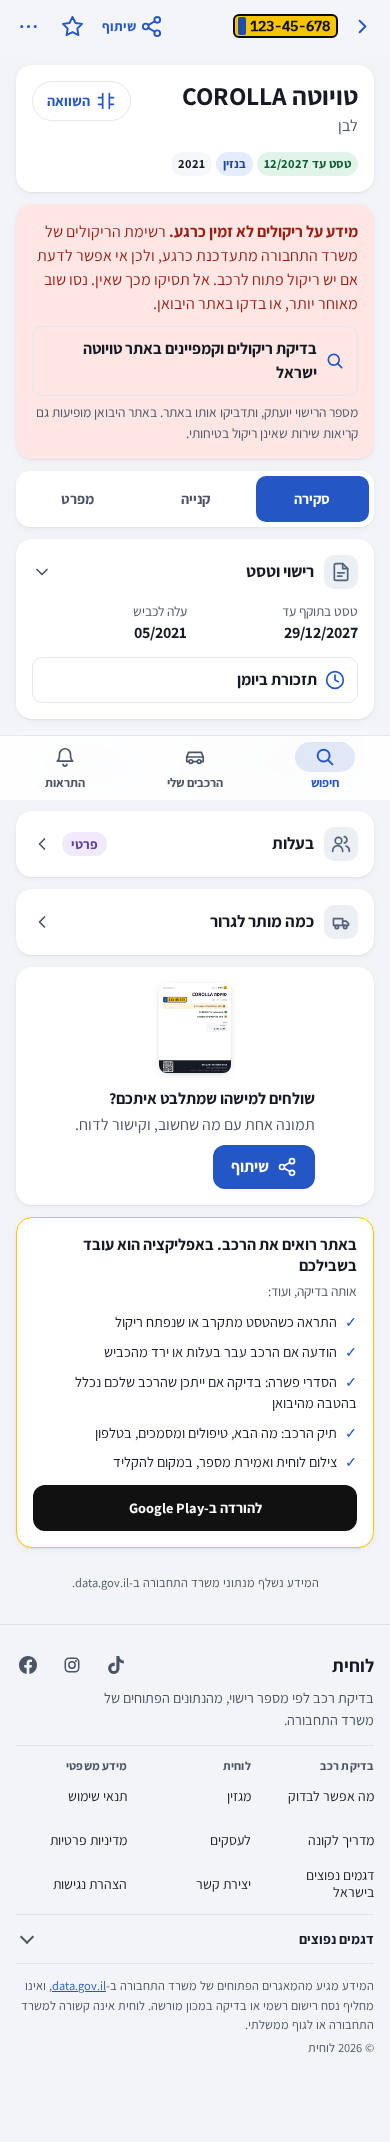 123-45-678
שיתוף
טויוטה COROLLA
השוואה
לבן
טסט עד 12/2027
בנזין
2021
מידע על ריקולים לא זמין כרגע. רשימת הריקולים של
משרד התחבורה מתעדכנת כרגע, ולכן אי אפשר לדעת
אם יש ריקול פתוח לרכב. אל תסיקו מכך שאין. נסו שוב
מאוחר יותר, או בדקו באתר היבואן.
בדיקת ריקולים וקמפיינים באתר טויוטה
ישראל
מספר הרישוי יועתק, ותדביקו אותו באתר. באתר היבואן מופיעות גם
קריאות שירות שאינן ריקול בטיחותי.
סקירה
קנייה
מפרט
רישוי וטסט
טסט בתוקף עד
עלה לכביש
29/12/2027
05/2021
תזכורת ביומן
חיפוש
הרכבים שלי
התראות
בעלות
פרטי
כמה מותר לגרור
שולחים למישהו שמתלבט איתכם?
תמונה אחת עם מה שחשוב, וקישור לדוח.
שיתוף
באתר רואים את הרכב. באפליקציה הוא עובד
בשבילכם
אותה בדיקה, ועוד:
✓ התראה כשהטסט מתקרב או שנפתח ריקול
✓ הודעה אם הרכב עבר בעלות או ירד מהכביש
✓ הסדרי פשרה: בדיקה אם ייתכן שהרכב שלכם נכלל
בהטבה מהיבואן
✓ תיק הרכב: מה הבא, טיפולים ומסמכים, בטלפון
✓ צילום לוחית ואמירת מספר, במקום להקליד
להורדה ב-Google Play
המידע נשלף מנתוני משרד התחבורה ב-data.gov.il.
לוחית
בדיקת רכב לפי מספר רישוי, מהנתונים הפתוחים של
משרד התחבורה.
בדיקת רכב
לוחית
מידע משפטי
מה אפשר לבדוק
מגזין
תנאי שימוש
מדריך לקונה
לעסקים
מדיניות פרטיות
דגמים נפוצים
בישראל
יצירת קשר
הצהרת נגישות
דגמים נפוצים
המידע מגיע מהמאגרים הפתוחים של משרד התחבורה ב-data.gov.il, ואינו
מחליף נסח רישום רשמי או בדיקה במכון מורשה. לוחית אינה קשורה למשרד
התחבורה או לגוף ממשלתי.
© 2026 לוחית